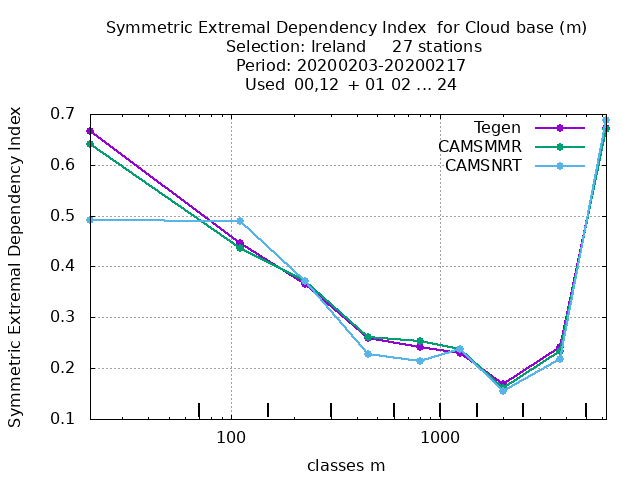 Symmetric Extremal Dependency Index  for Cloud base (m)
Selection: Ireland     27 stations
Period: 20200203-20200217
Used  00,12  + 01 02 ... 24
Symmetric Extremal Dependency Index
0.7
0.6
0.5
0.4
0.3
0.2
0.1
Tegen
CAMSMMR
CAMSNRT
100
1000
classes m